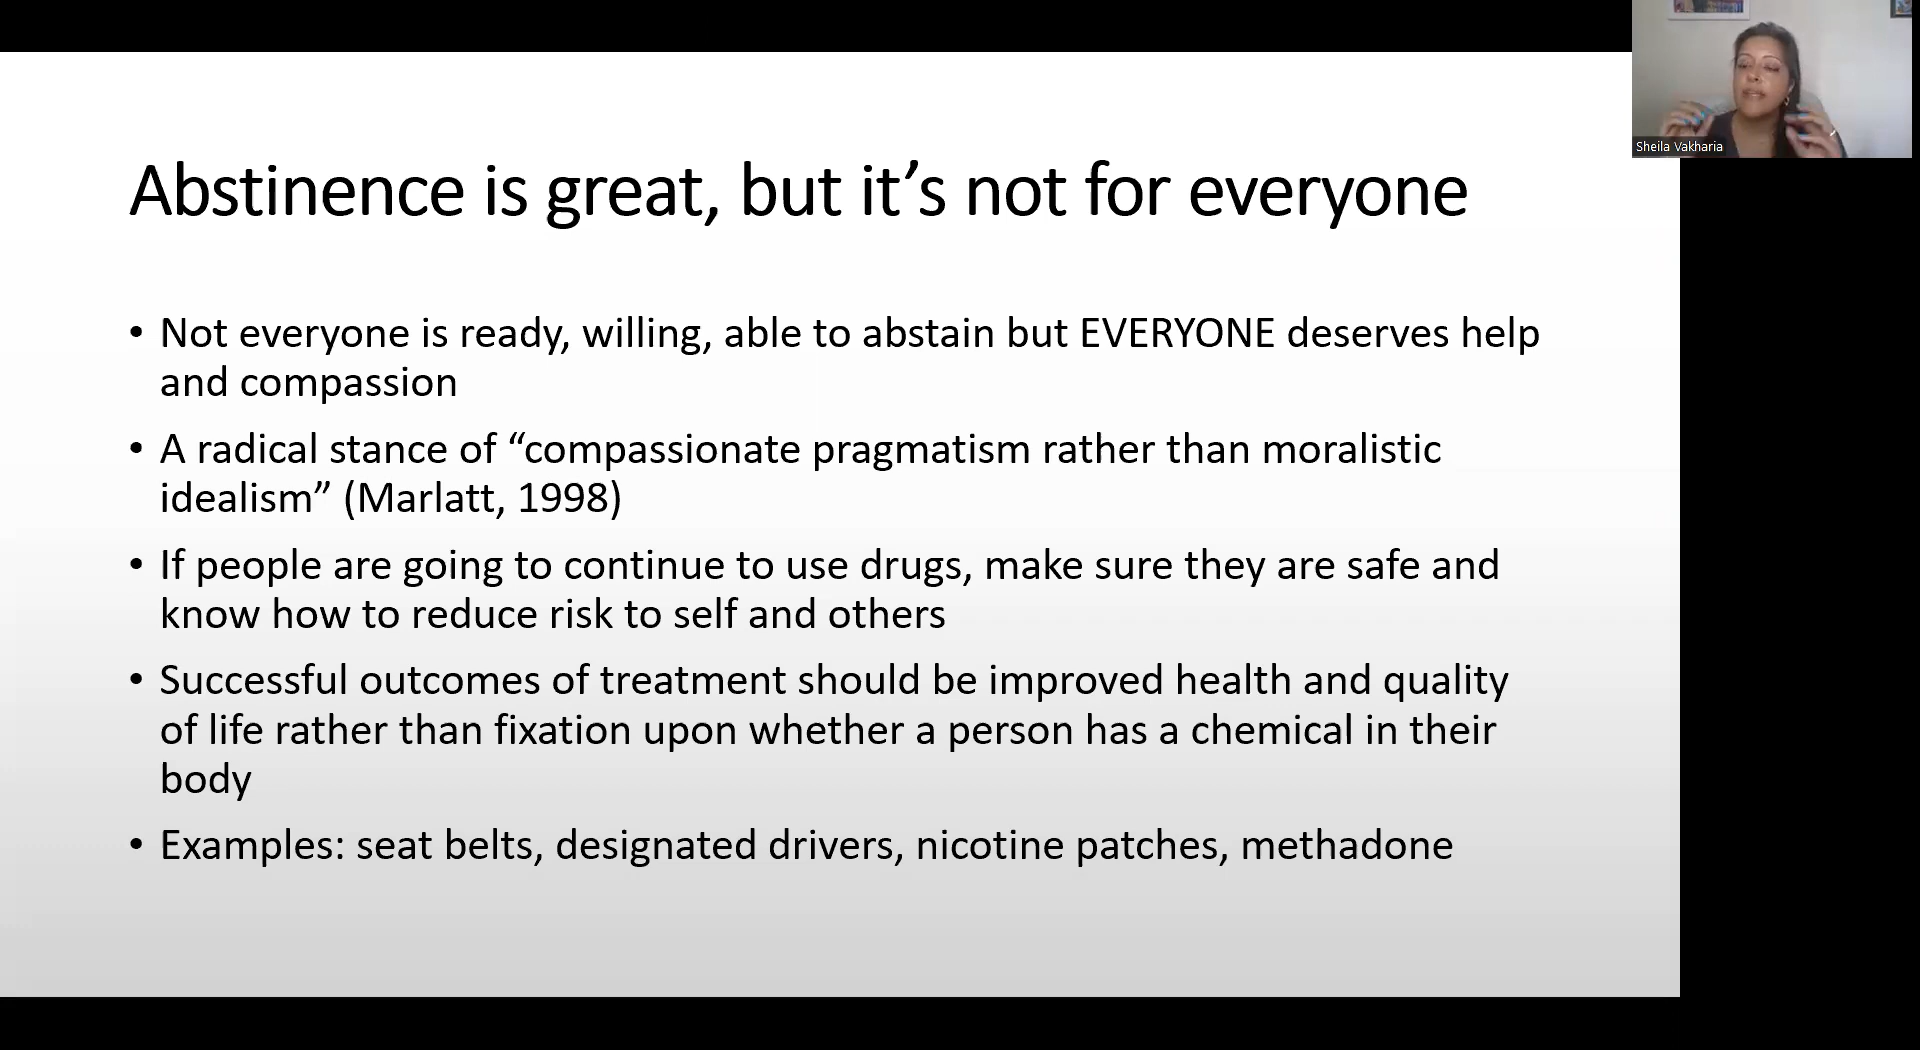 Sheila Vakharia
Abstinence is great, but it’s not for everyone
• Not everyone is ready, willing, able to abstain but EVERYONE deserves help
and compassion
• A radical stance of “compassionate pragmatism rather than moralistic
idealism” (Marlatt, 1998)
• If people are going to continue to use drugs, make sure they are safe and
know how to reduce risk to self and others
• Successful outcomes of treatment should be improved health and quality
of life rather than fixation upon whether a person has a chemical in their
body
• Examples: seat belts, designated drivers, nicotine patches, methadone